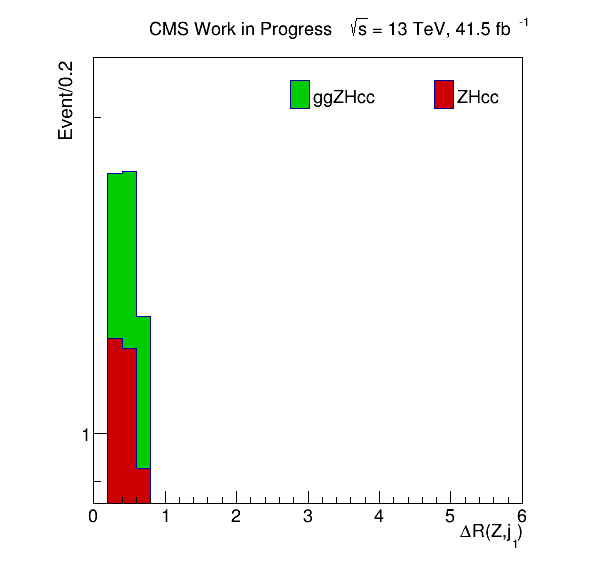 CMS Work in Progress √s = 13 TeV, 41.5 fb⁻¹
Event/0.2
ggZHcc ZHcc
1
0 1 2 3 4 5 6
ΔR(Z,j₁)